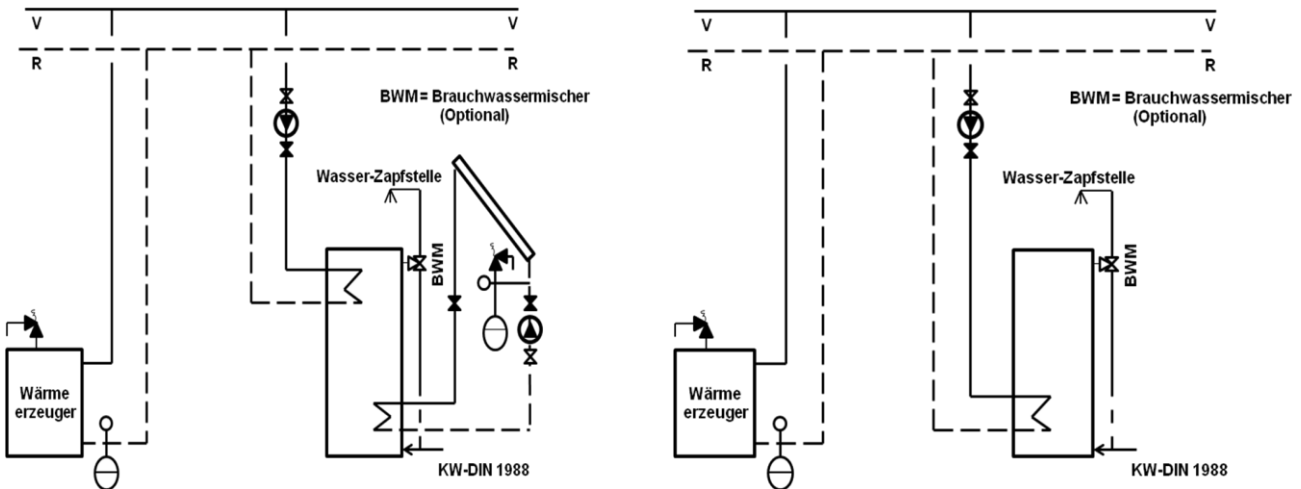 V
V
R
R
BWM= Brauchwassermischer
(Optional)
Wasser-Zapfstelle
BWM
Wärme
erzeuger
KW-DIN 1988
V
V
R
R
BWM= Brauchwassermischer
(Optional)
Wasser-Zapfstelle
BWM
Wärme
erzeuger
KW-DIN 1988